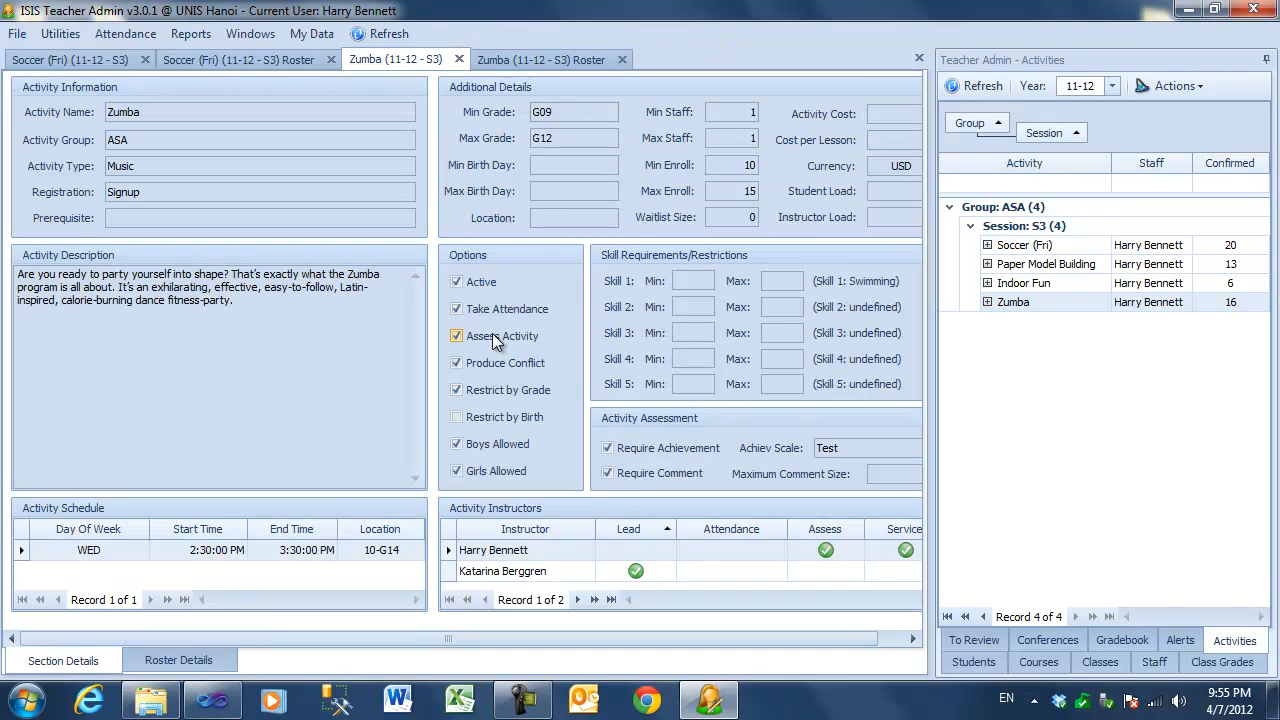 ISIS Teacher Admin v3.0.1 @ UNIS Hanoi - Current User: Harry Bennett
File Utilities Attendance Reports Windows My Data Refresh
Soccer (Fri) (11-12 - S3) Soccer (Fri) (11-12 - S3) Roster Zumba (11-12 - S3) Zumba (11-12 - S3) Roster
Activity Information
Activity Name: Zumba
Activity Group: ASA
Activity Type: Music
Registration: Signup
Prerequisite:
Additional Details
Min Grade: G09 Min Staff: 1 Activity Cost:
Max Grade: G12 Max Staff: 1 Cost per Lesson:
Min Birth Day: Min Enroll: 10 Currency: USD
Max Birth Day: Max Enroll: 15 Student Load:
Location: Waitlist Size: 0 Instructor Load:
Activity Description
Are you ready to party yourself into shape? That's exactly what the Zumba
program is all about. It's an exhilarating, effective, easy-to-follow, Latin-
inspired, calorie-burning dance fitness-party.
Options
Active
Take Attendance
Assess Activity
Produce Conflict
Restrict by Grade
Restrict by Birth
Boys Allowed
Girls Allowed
Skill Requirements/Restrictions
Skill 1: Min: Max: (Skill 1: Swimming)
Skill 2: Min: Max: (Skill 2: undefined)
Skill 3: Min: Max: (Skill 3: undefined)
Skill 4: Min: Max: (Skill 4: undefined)
Skill 5: Min: Max: (Skill 5: undefined)
Activity Assessment
Require Achievement Achiev Scale: Test
Require Comment Maximum Comment Size:
Activity Schedule
Day Of Week Start Time End Time Location
WED 2:30:00 PM 3:30:00 PM 10-G14
Record 1 of 1
Activity Instructors
Instructor Lead Attendance Assess Service
Harry Bennett
Katarina Berggren
Record 1 of 2
Section Details Roster Details
Teacher Admin - Activities
Refresh Year: 11-12 Actions
Group
Session
Activity Staff Confirmed
Group: ASA (4)
Session: S3 (4)
Soccer (Fri) Harry Bennett 20
Paper Model Building Harry Bennett 13
Indoor Fun Harry Bennett 6
Zumba Harry Bennett 16
Record 4 of 4
To Review Conferences Gradebook Alerts Activities
Students Courses Classes Staff Class Grades
EN 9:55 PM
4/7/2012